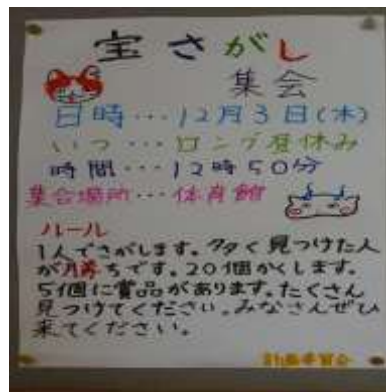 宝さがし
集会
日時…12月3日(木)
いつ…ロング昼休み
時間…12時50分
集合場所…体育館
ルール
1人でさがします。多く見つけた人
が勝ちです。20個かくします。
5個に賞品があります。たくさん
見つけてください。みなさんぜひ
来てください。